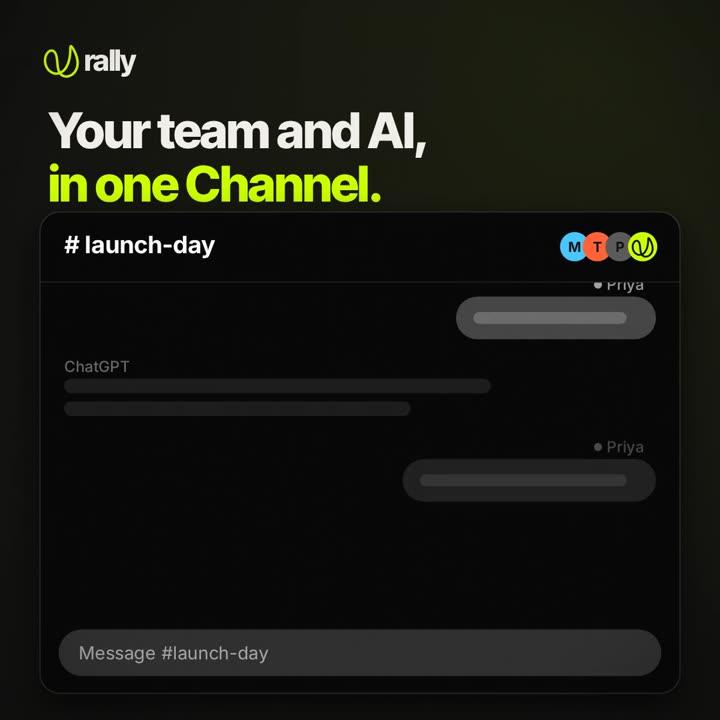 rally
Your team and AI,
in one Channel.
# launch-day
M T P
Priya
ChatGPT
Priya
Message #launch-day